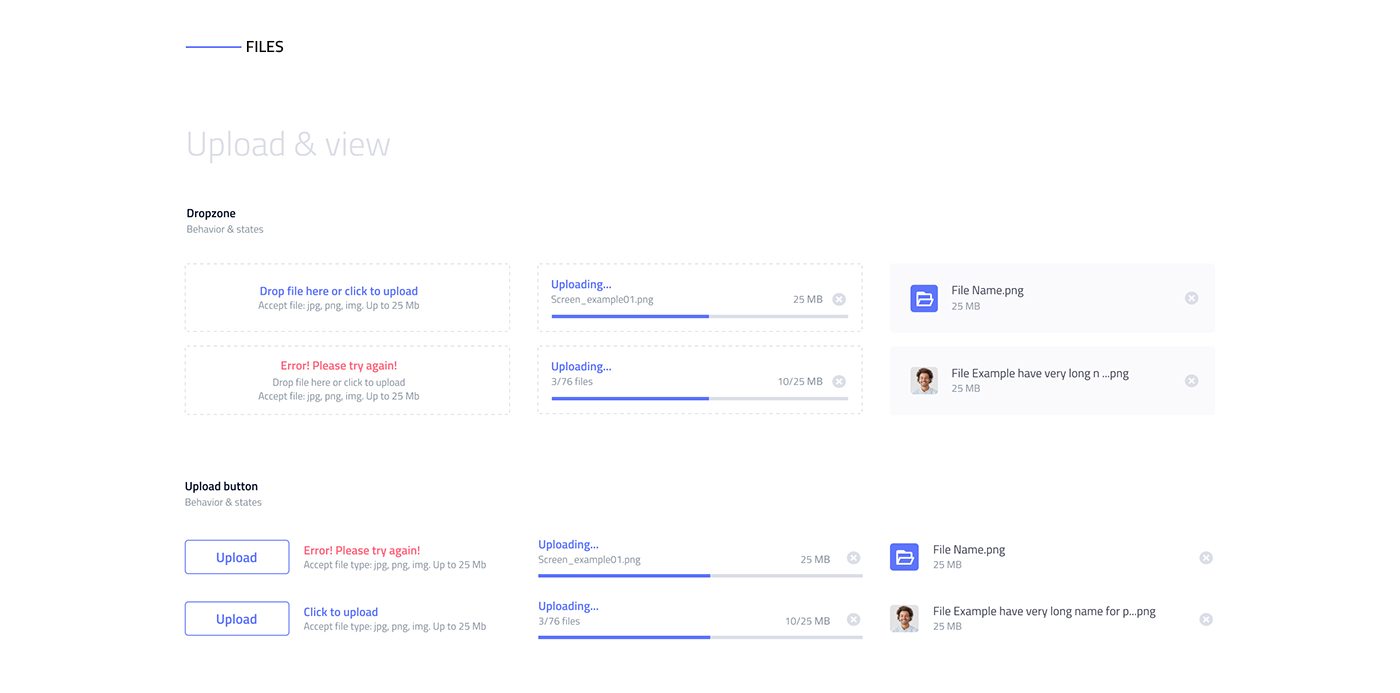 FILES
Upload & view
Dropzone
Behavior & states
Drop file here or click to upload
Accept file: jpg, png, img. Up to 25 Mb
Uploading...
Screen_example01.png
25 MB
File Name.png
25 MB
Error! Please try again!
Drop file here or click to upload
Accept file: jpg, png, img. Up to 25 Mb
Uploading...
3/76 files
10/25 MB
File Example have very long n ...png
25 MB
Upload button
Behavior & states
Upload
Error! Please try again!
Accept file type: jpg, png, img. Up to 25 Mb
Uploading...
Screen_example01.png
25 MB
File Name.png
25 MB
Upload
Click to upload
Accept file type: jpg, png, img. Up to 25 Mb
Uploading...
3/76 files
10/25 MB
File Example have very long name for p...png
25 MB